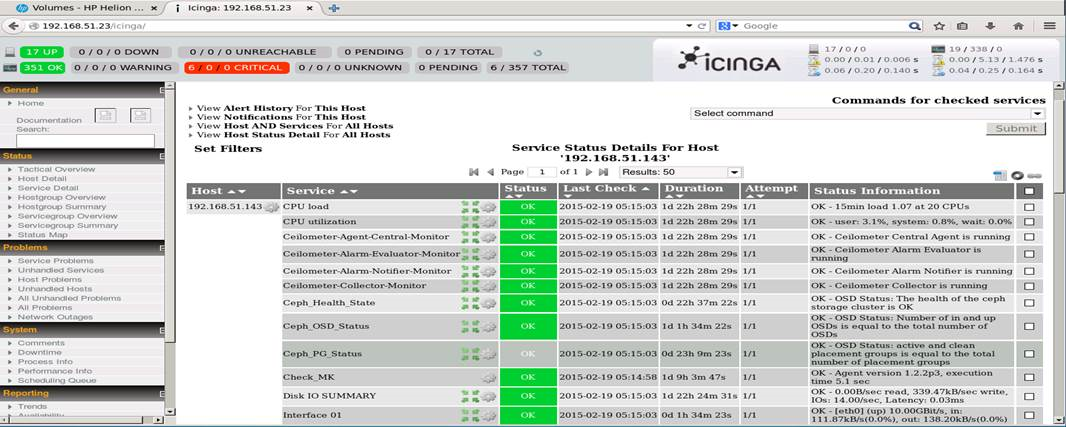 Volumes - HP Helion ... × i Icinga: 192.168.51.23 × +
192.168.51.23/icinga/ Google
17 UP 0 / 0 / 0 DOWN 0 / 0 / 0 UNREACHABLE 0 PENDING 0 / 17 TOTAL
351 OK 0 / 0 / 0 WARNING 6 / 0 / 0 CRITICAL 0 / 0 / 0 UNKNOWN 0 PENDING 6 / 357 TOTAL
ICINGA
17 / 0 / 0 19 / 338 / 0
0.00 / 0.01 / 0.006 s 0.00 / 5.13 / 1.476 s
0.06 / 0.20 / 0.140 s 0.04 / 0.25 / 0.164 s
General
Home
Documentation
Search:
Status
Tactical Overview
Host Detail
Service Detail
Hostgroup Overview
Hostgroup Summary
Servicegroup Overview
Servicegroup Summary
Status Map
Problems
Service Problems
Unhandled Services
Host Problems
Unhandled Hosts
All Unhandled Problems
All Problems
Network Outages
System
Comments
Downtime
Process Info
Performance Info
Scheduling Queue
Reporting
Trends
Availability
View Alert History For This Host
View Notifications For This Host
View Host AND Services For All Hosts
View Host Status Detail For All Hosts
Commands for checked services
Select command
Submit
Set Filters
Service Status Details For Host
'192.168.51.143'
Page 1 of 1 Results: 50
Host Service Status Last Check Duration Attempt Status Information
192.168.51.143 CPU load OK 2015-02-19 05:15:03 1d 22h 28m 29s 1/1 OK - 15min load 1.07 at 20 CPUs
CPU utilization OK 2015-02-19 05:15:03 1d 22h 28m 29s 1/1 OK - user: 3.1%, system: 0.8%, wait: 0.0%
Ceilometer-Agent-Central-Monitor OK 2015-02-19 05:15:03 1d 22h 28m 29s 1/1 OK - Ceilometer Central Agent is running
Ceilometer-Alarm-Evaluator-Monitor OK 2015-02-19 05:15:03 1d 22h 28m 29s 1/1 OK - Ceilometer Alarm Evaluator is
running
Ceilometer-Alarm-Notifier-Monitor OK 2015-02-19 05:15:03 1d 22h 28m 29s 1/1 OK - Ceilometer Alarm Notifier is running
Ceilometer-Collector-Monitor OK 2015-02-19 05:15:03 1d 22h 28m 29s 1/1 OK - Ceilometer Collector is running
Ceph_Health_State OK 2015-02-19 05:15:03 0d 22h 37m 22s 1/1 OK - OSD Status: The health of the ceph
storage cluster is OK
Ceph_OSD_Status OK 2015-02-19 05:15:03 1d 1h 34m 22s 1/1 OK - OSD Status: Number of in and up
OSDs is equal to the total number of
OSDs
Ceph_PG_Status OK 2015-02-19 05:15:03 0d 23h 9m 23s 1/1 OK - OSD Status: active and clean
placement groups is equal to the total
number of placement groups
Check_MK OK 2015-02-19 05:14:58 1d 9h 3m 47s 1/1 OK - Agent version 1.2.2p3, execution
time 5.1 sec
Disk IO SUMMARY OK 2015-02-19 05:15:03 1d 22h 24m 31s 1/1 OK - 0.00B/sec read, 339.47kB/sec write,
IOs: 14.00/sec, Latency: 0.03ms
Interface 01 OK 2015-02-19 05:15:03 0d 1h 34m 23s 1/1 OK - [eth0] (up) 10.00GBit/s, in:
111.87kB/s(0.0%), out: 138.20kB/s(0.0%)